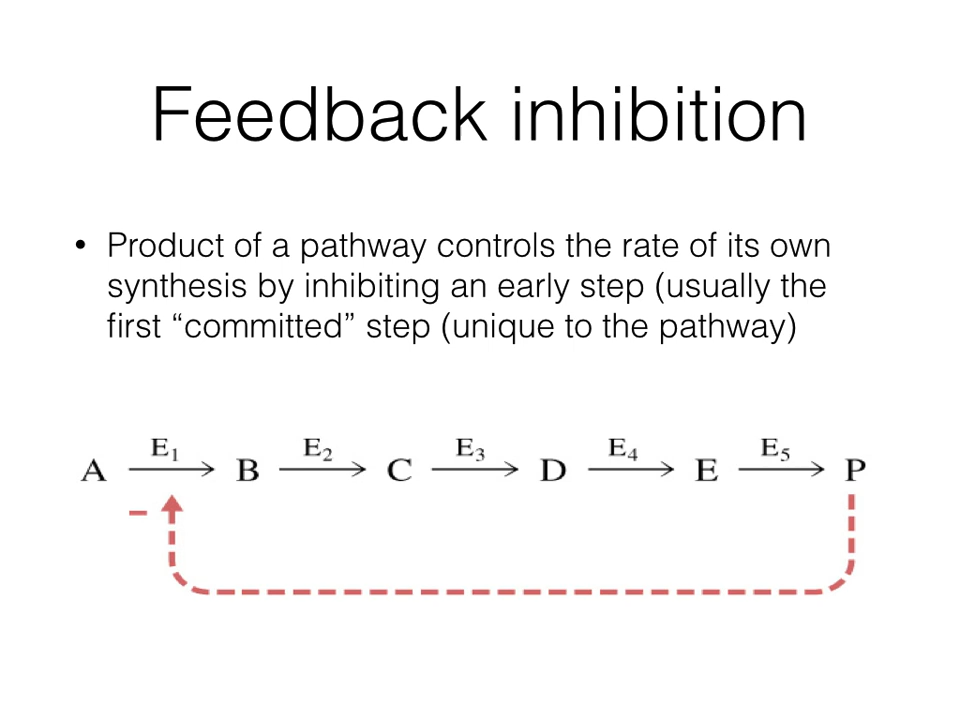 Feedback inhibition
• Product of a pathway controls the rate of its own
synthesis by inhibiting an early step (usually the
first “committed” step (unique to the pathway)
E₁ E₂ E₃ E₄ E₅
A B C D E P
–